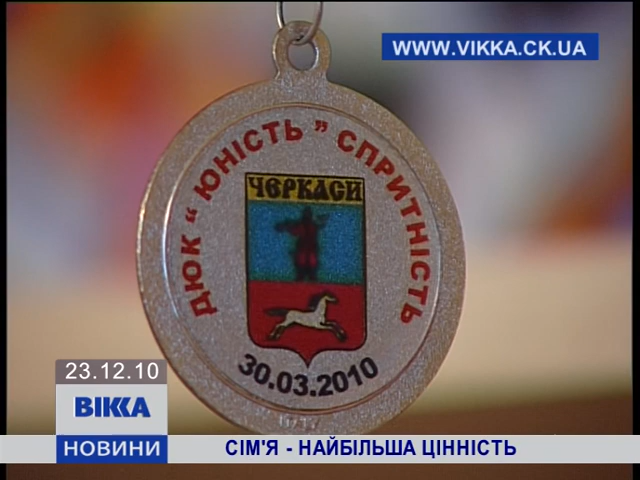 WWW.VIKKA.CK.UA
ДЮК “ЮНІСТЬ” СПРИТНІСТЬ
ЧЕРКАСИ
30.03.2010
23.12.10
ВІККА
НОВИНИ
СІМ'Я - НАЙБІЛЬША ЦІННІСТЬ